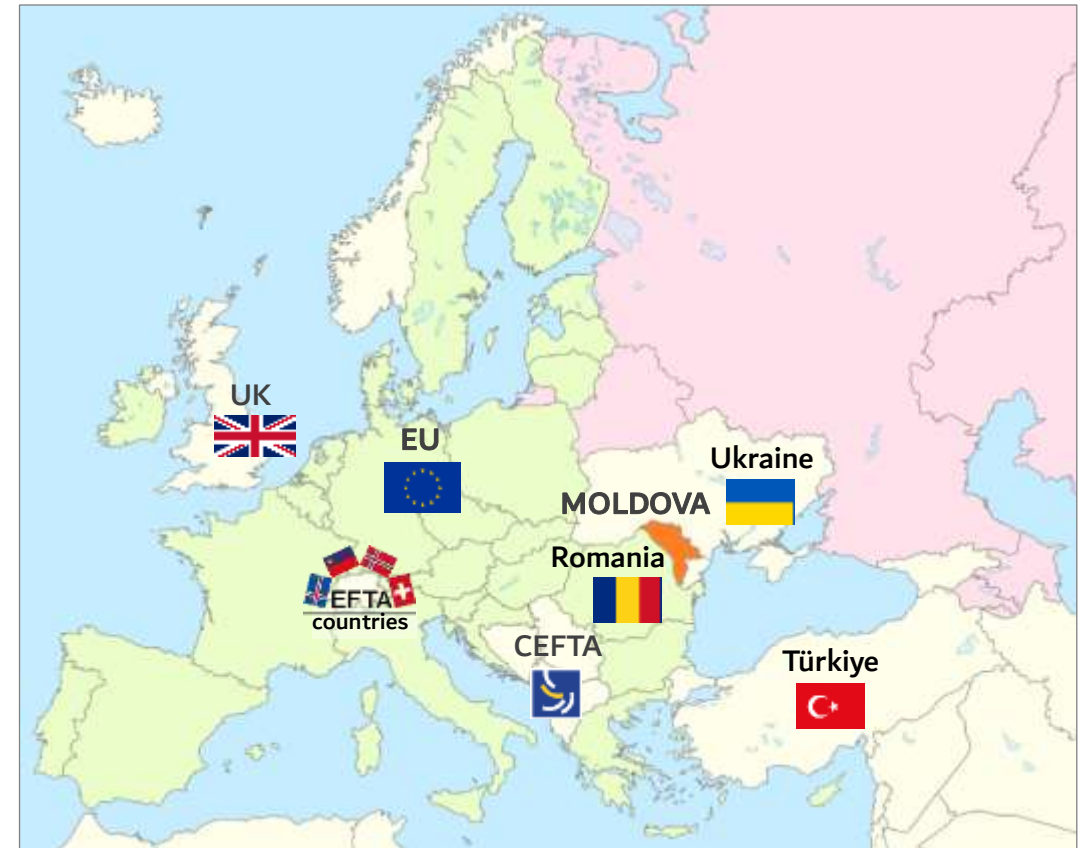 UK
EU
Ukraine
MOLDOVA
Romania
EFTA
countries
CEFTA
Türkiye